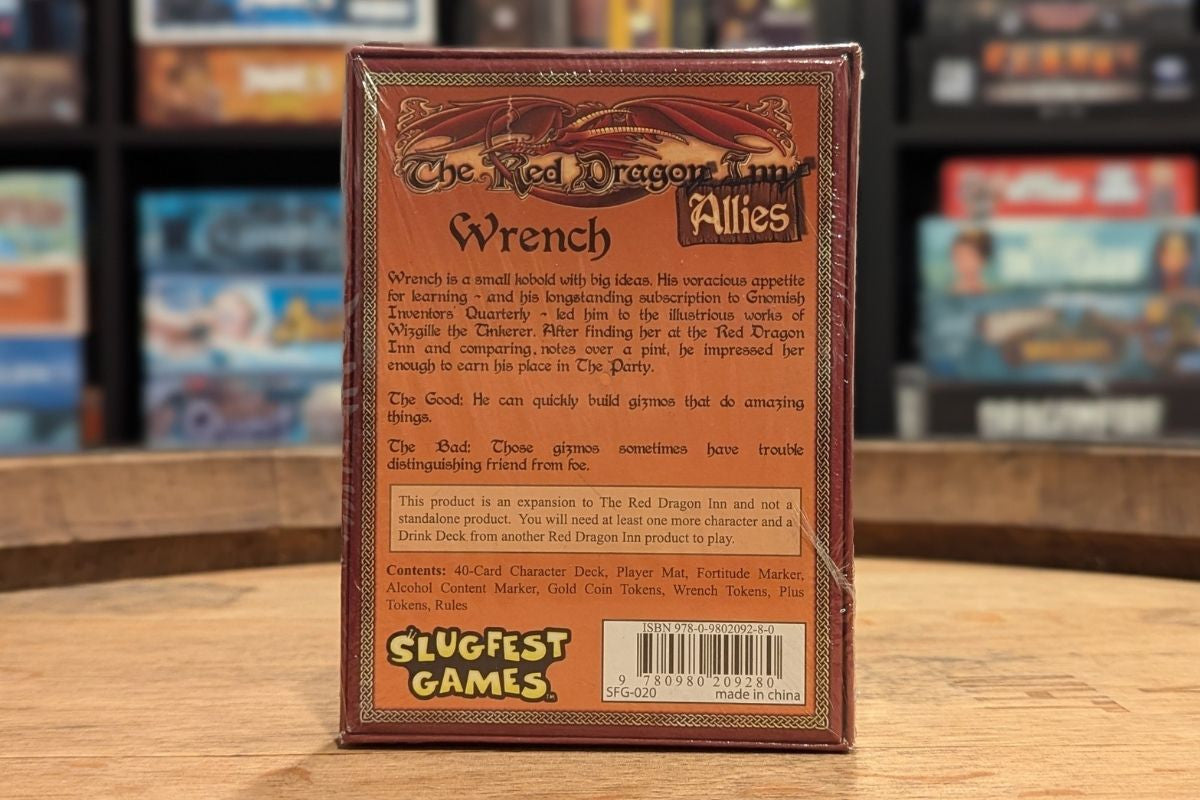 The Red Dragon Inn
Allies
Wrench
Wrench is a small kobold with big ideas. His voracious appetite
for learning - and his longstanding subscription to Gnomish
Inventors Quarterly - led him to the illustrious works of
Wizgille the Tinkerer. After finding her at the Red Dragon
Inn and comparing notes over a pint, he impressed her
enough to earn his place in The Party.
The Good: He can quickly build gizmos that do amazing
things.
The Bad: Those gizmos sometimes have trouble
distinguishing friend from foe.
This product is an expansion to The Red Dragon Inn and not a
standalone product. You will need at least one more character and a
Drink Deck from another Red Dragon Inn product to play.
Contents: 40-Card Character Deck, Player Mat, Fortitude Marker,
Alcohol Content Marker, Gold Coin Tokens, Wrench Tokens, Plus
Tokens, Rules
SLUGFEST
GAMES
TM
ISBN 978-0-9802092-8-0
9 780980 209280
SFG-020 made in china